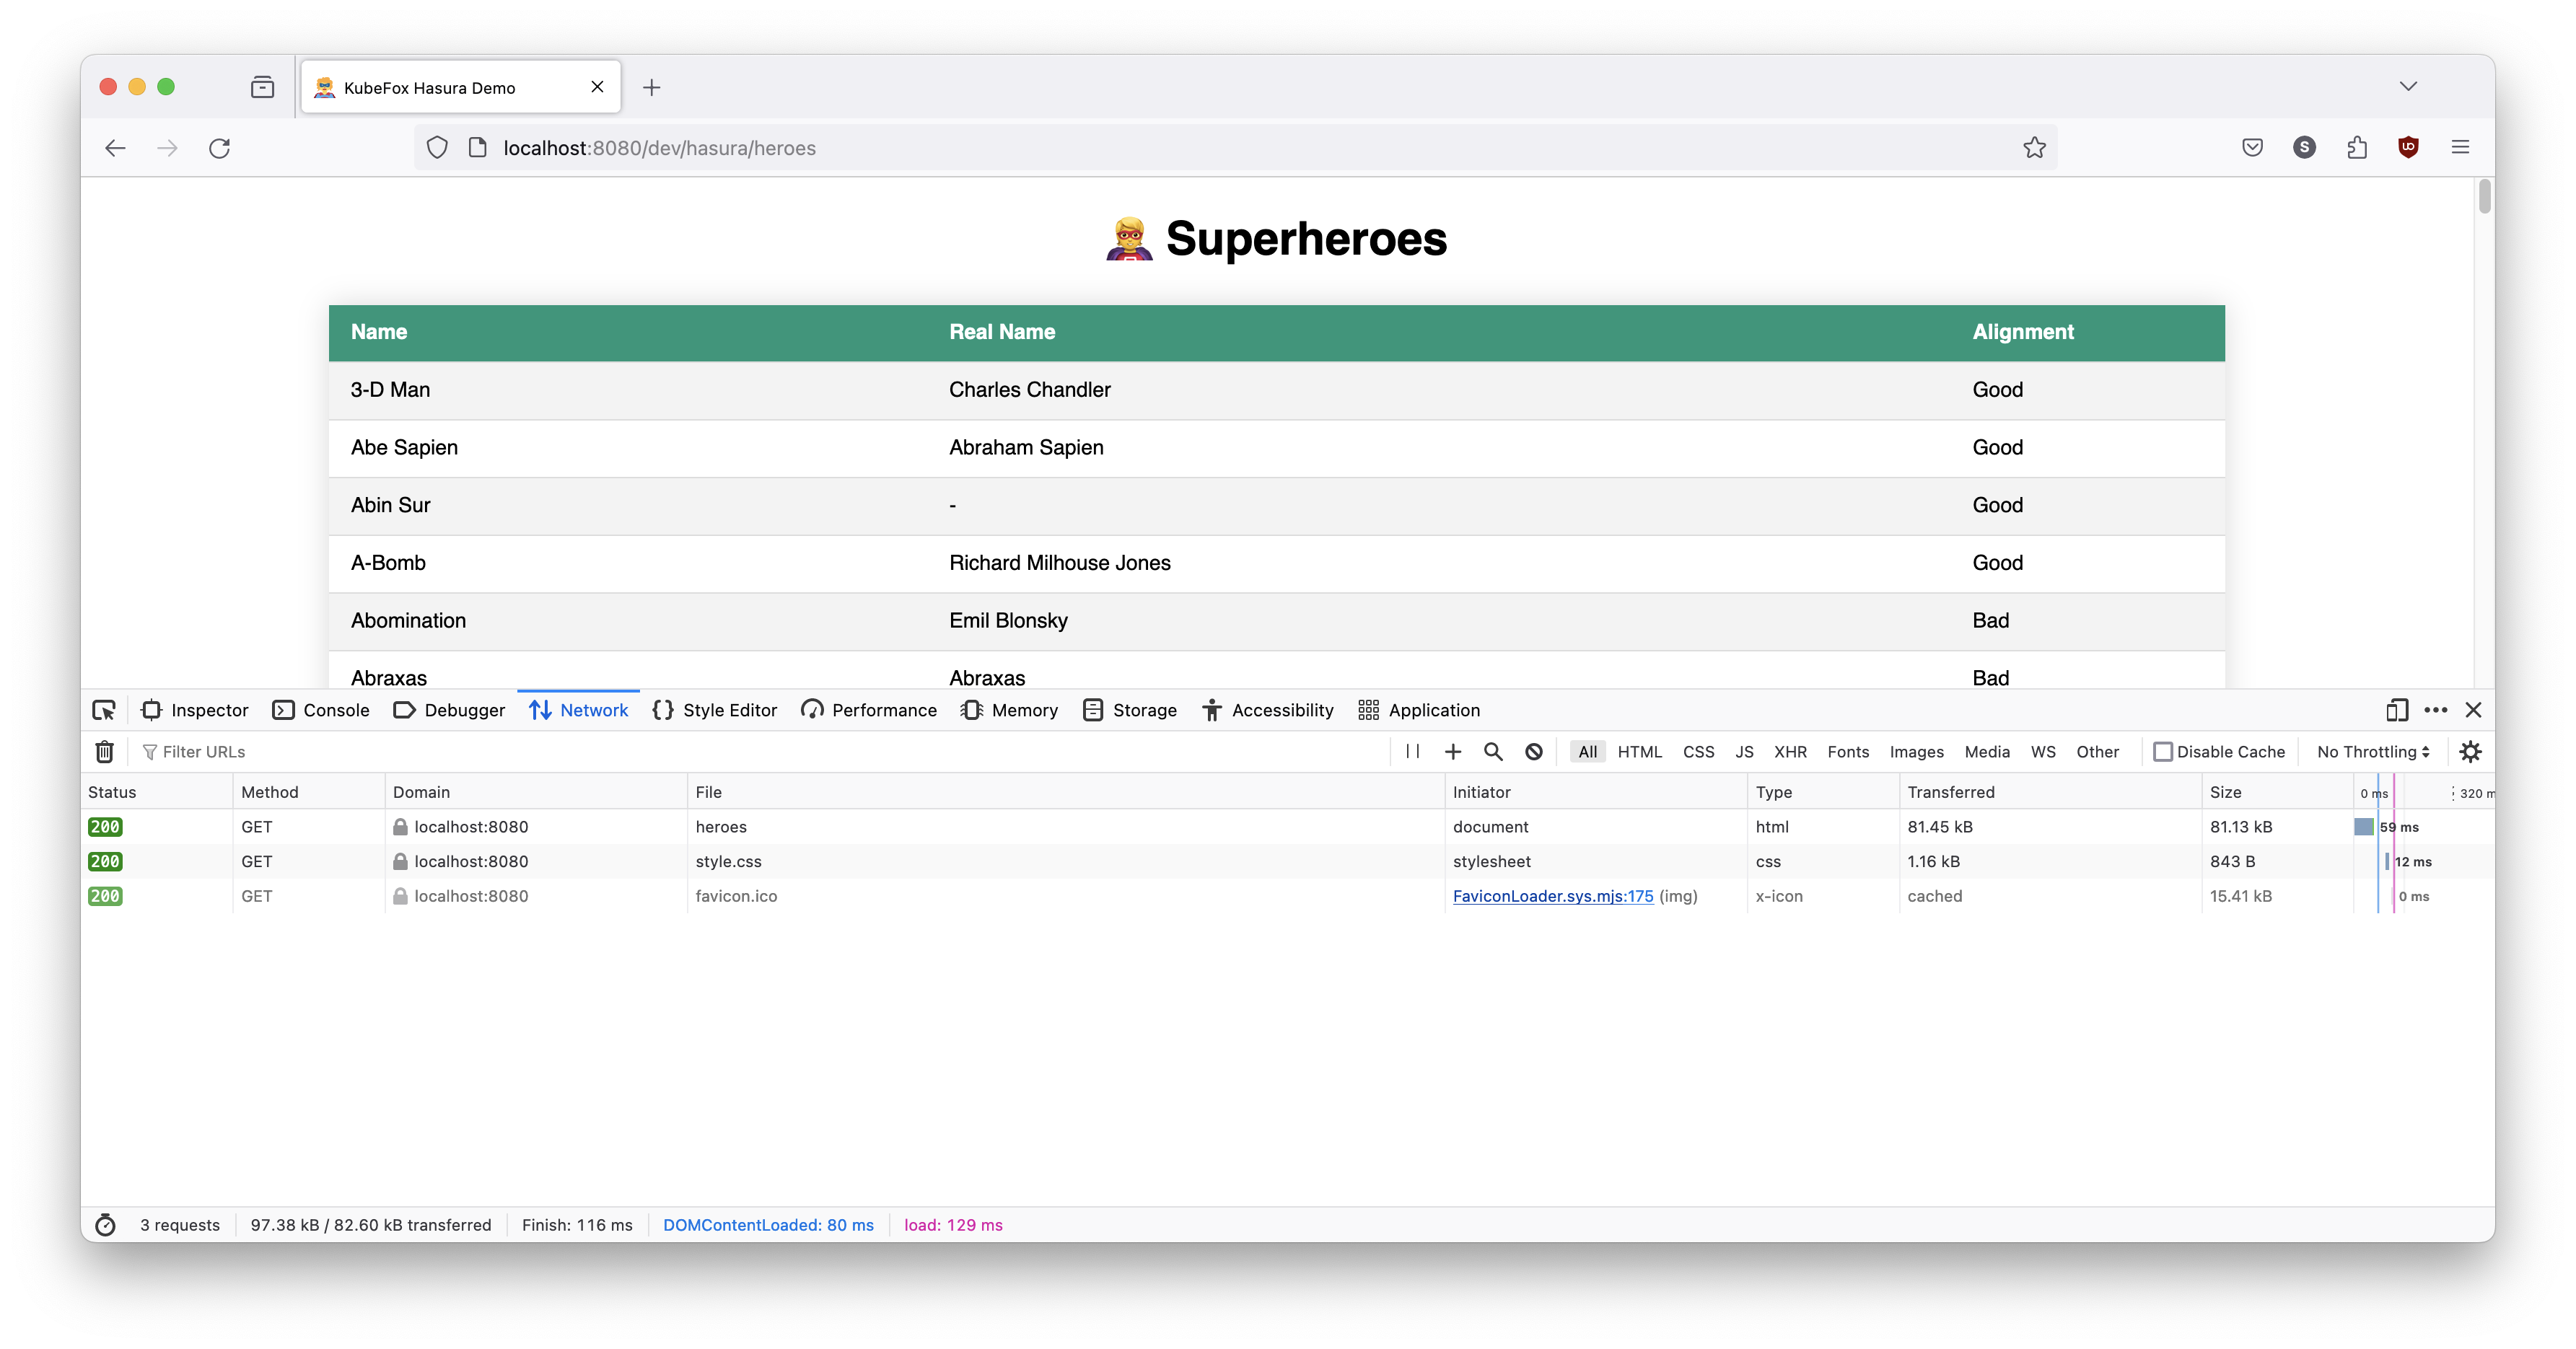 KubeFox Hasura Demo
localhost:8080/dev/hasura/heroes
S
Superheroes
Name Real Name Alignment
3-D Man Charles Chandler Good
Abe Sapien Abraham Sapien Good
Abin Sur - Good
A-Bomb Richard Milhouse Jones Good
Abomination Emil Blonsky Bad
Abraxas Abraxas Bad
Inspector Console Debugger Network Style Editor Performance Memory Storage Accessibility Application
Filter URLs All HTML CSS JS XHR Fonts Images Media WS Other Disable Cache No Throttling
Status Method Domain File Initiator Type Transferred Size 0 ms 320 m
200 GET localhost:8080 heroes document html 81.45 kB 81.13 kB 59 ms
200 GET localhost:8080 style.css stylesheet css 1.16 kB 843 B 12 ms
200 GET localhost:8080 favicon.ico FaviconLoader.sys.mjs:175 (img) x-icon cached 15.41 kB 0 ms
3 requests 97.38 kB / 82.60 kB transferred Finish: 116 ms DOMContentLoaded: 80 ms load: 129 ms